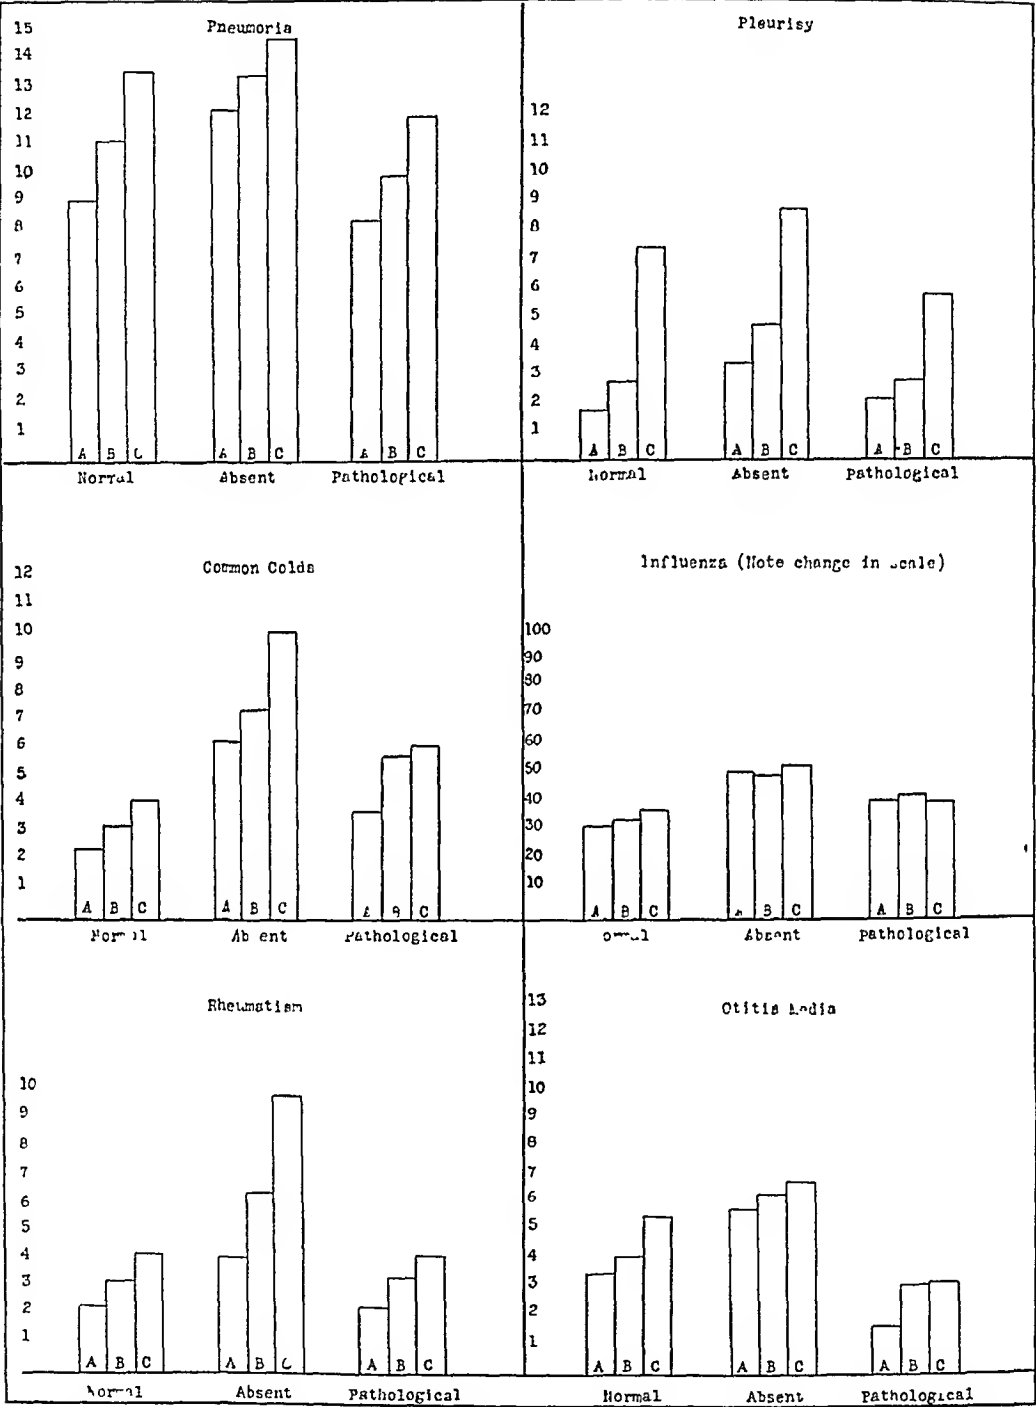 Pneumoria
15
14
13
12
11
10
9
8
7
6
5
4
3
2
1
A B C
A B C
A B C
Normal Absent Pathological
Pleurisy
12
11
10
9
8
7
6
5
4
3
2
1
A B C
A B C
A B C
Normal Absent Pathological
Common Colds
12
11
10
9
8
7
6
5
4
3
2
1
A B C
A B C
A B C
Absent Pathological
Influenza (Note change in scale)
100
90
80
70
60
50
40
30
20
10
A B C
A B C
A B C
Absent Pathological
Rheumatism
10
9
8
7
6
5
4
3
2
1
A B C
A B C
A B C
Normal Absent Pathological
Otitis Media
13
12
11
10
9
8
7
6
5
4
3
2
1
A B C
A B C
A B C
Normal Absent Pathological